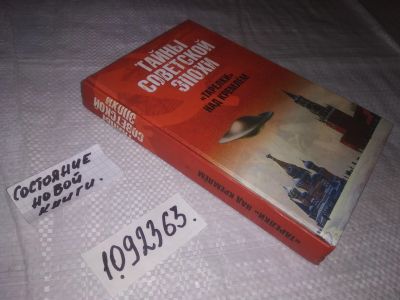 ТАЙНЫ
СОВЕТСКОЙ
ЭПОХИ
«ТАРЕЛКИ»
НАД КРЕМЛЕМ
ТАЙНЫ
СОВЕТСКОЙ
ЭПОХИ
«ТАРЕЛКИ» НАД КРЕМЛЕМ
СОСТОЯНИЕ
НОВОЙ
КНИГИ.
1092363.